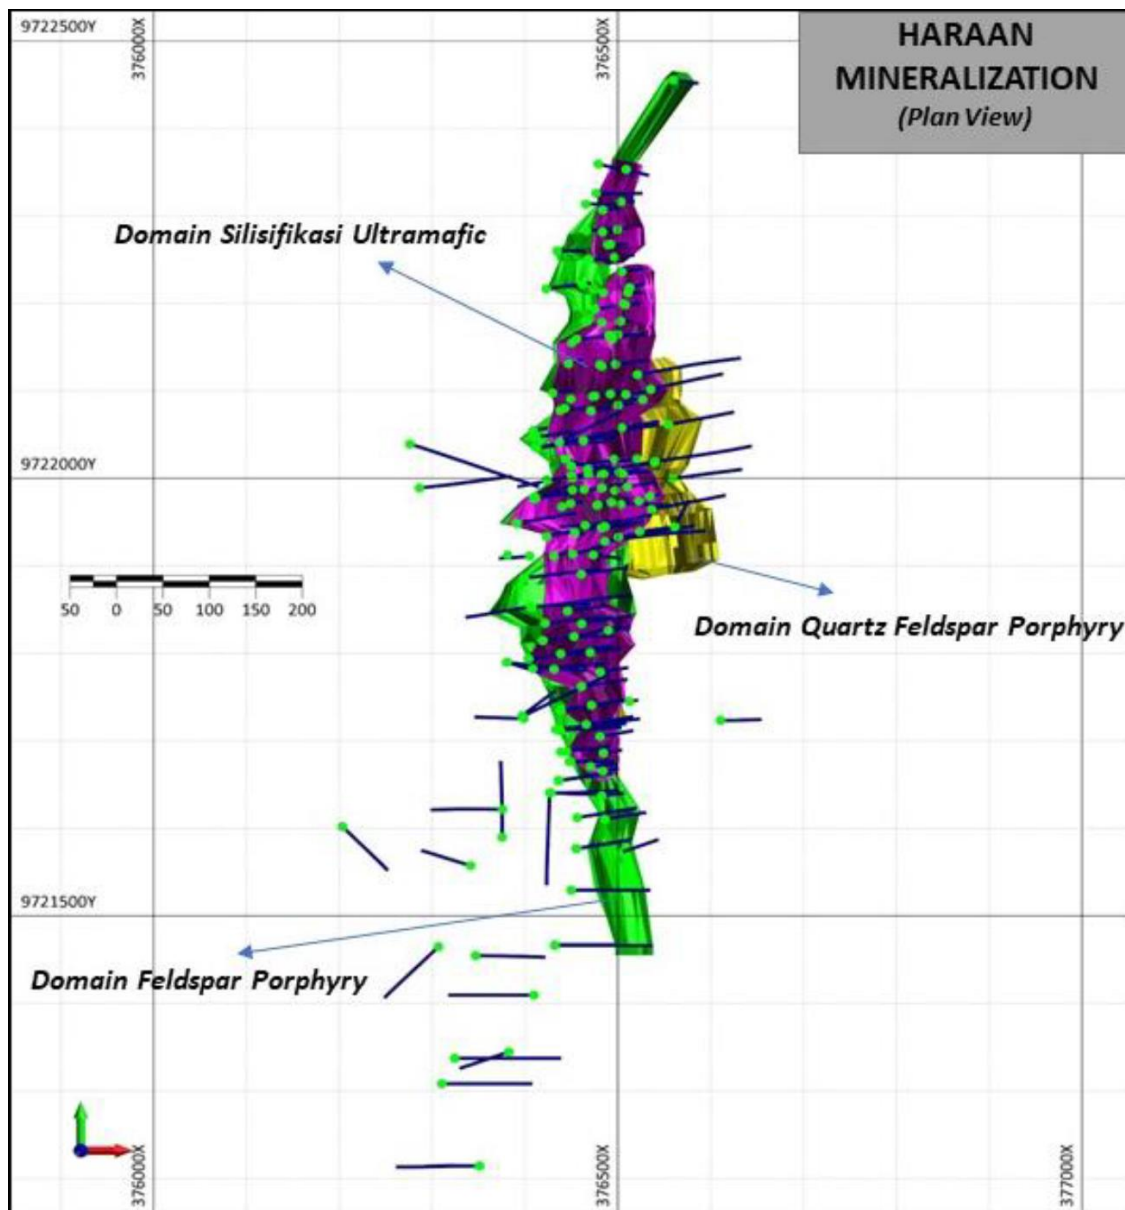 HARAAN
MINERALIZATION
(Plan View)
9722500Y
376000X
376500X
Domain Silisifikasi Ultramafic
9722000Y
50 0 50 100 150 200
Domain Quartz Feldspar Porphyry
9721500Y
Domain Feldspar Porphyry
376000X
376500X
377000X